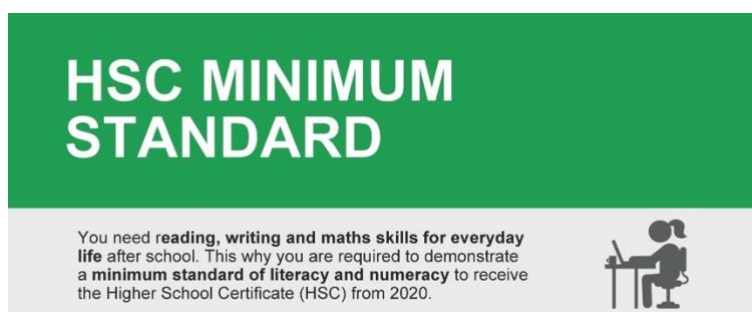 HSC MINIMUM
STANDARD
You need reading, writing and maths skills for everyday
life after school. This why you are required to demonstrate
a minimum standard of literacy and numeracy to receive
the Higher School Certificate (HSC) from 2020.